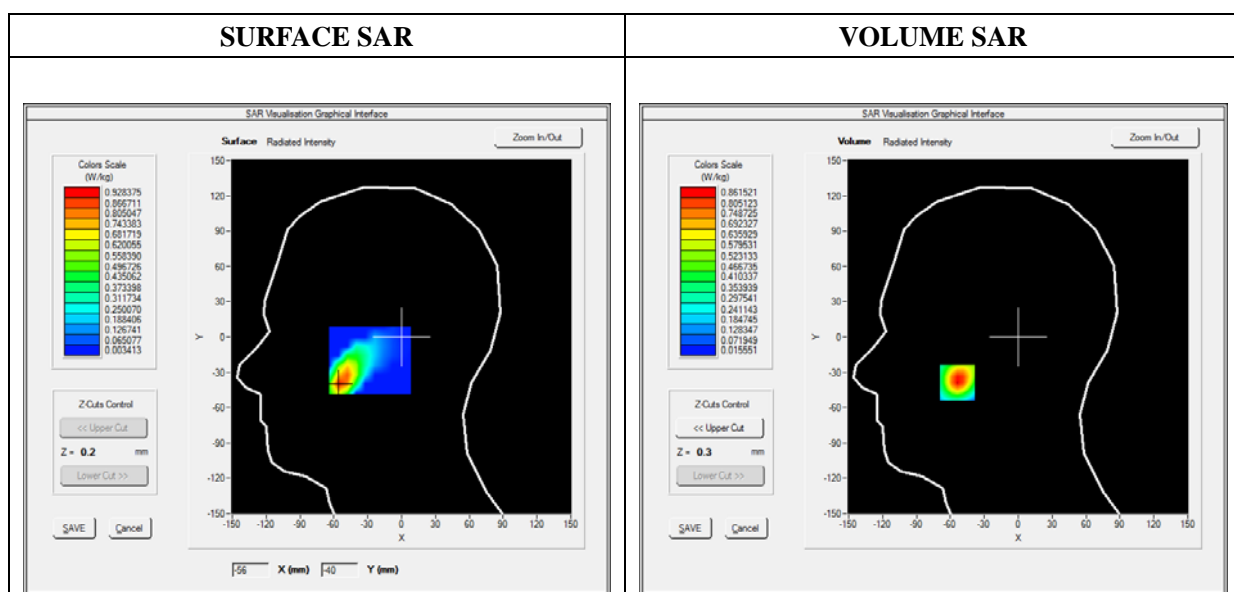 SURFACE SAR
VOLUME SAR
SAR Visualisation Graphical Interface
Surface Radiated Intensity
Zoom In/Out
Colors Scale
(W/kg)
0.928375
0.866711
0.805047
0.743383
0.681719
0.620055
0.558390
0.496726
0.435062
0.373398
0.311734
0.250070
0.188406
0.126741
0.065077
0.003413
Z-Cuts Control
<< Upper Cut
Z = 0.2 mm
Lower Cut >>
SAVE Cancel
150
120
90
60
30
0
-30
-60
-90
-120
-150
Y
-150 -120 -90 -60 -30 0 30 60 90 120 150
X
-56 X (mm) -40 Y (mm)
SAR Visualisation Graphical Interface
Volume Radiated Intensity
Zoom In/Out
Colors Scale
(W/kg)
0.861521
0.805123
0.748725
0.692327
0.635929
0.579531
0.523133
0.466735
0.410337
0.353939
0.297541
0.241143
0.184745
0.128347
0.071949
0.015551
Z-Cuts Control
<< Upper Cut
Z = 0.3 mm
Lower Cut >>
SAVE Cancel
150
120
90
60
30
0
-30
-60
-90
-120
-150
Y
-150 -120 -90 -60 -30 0 30 60 90 120 150
X